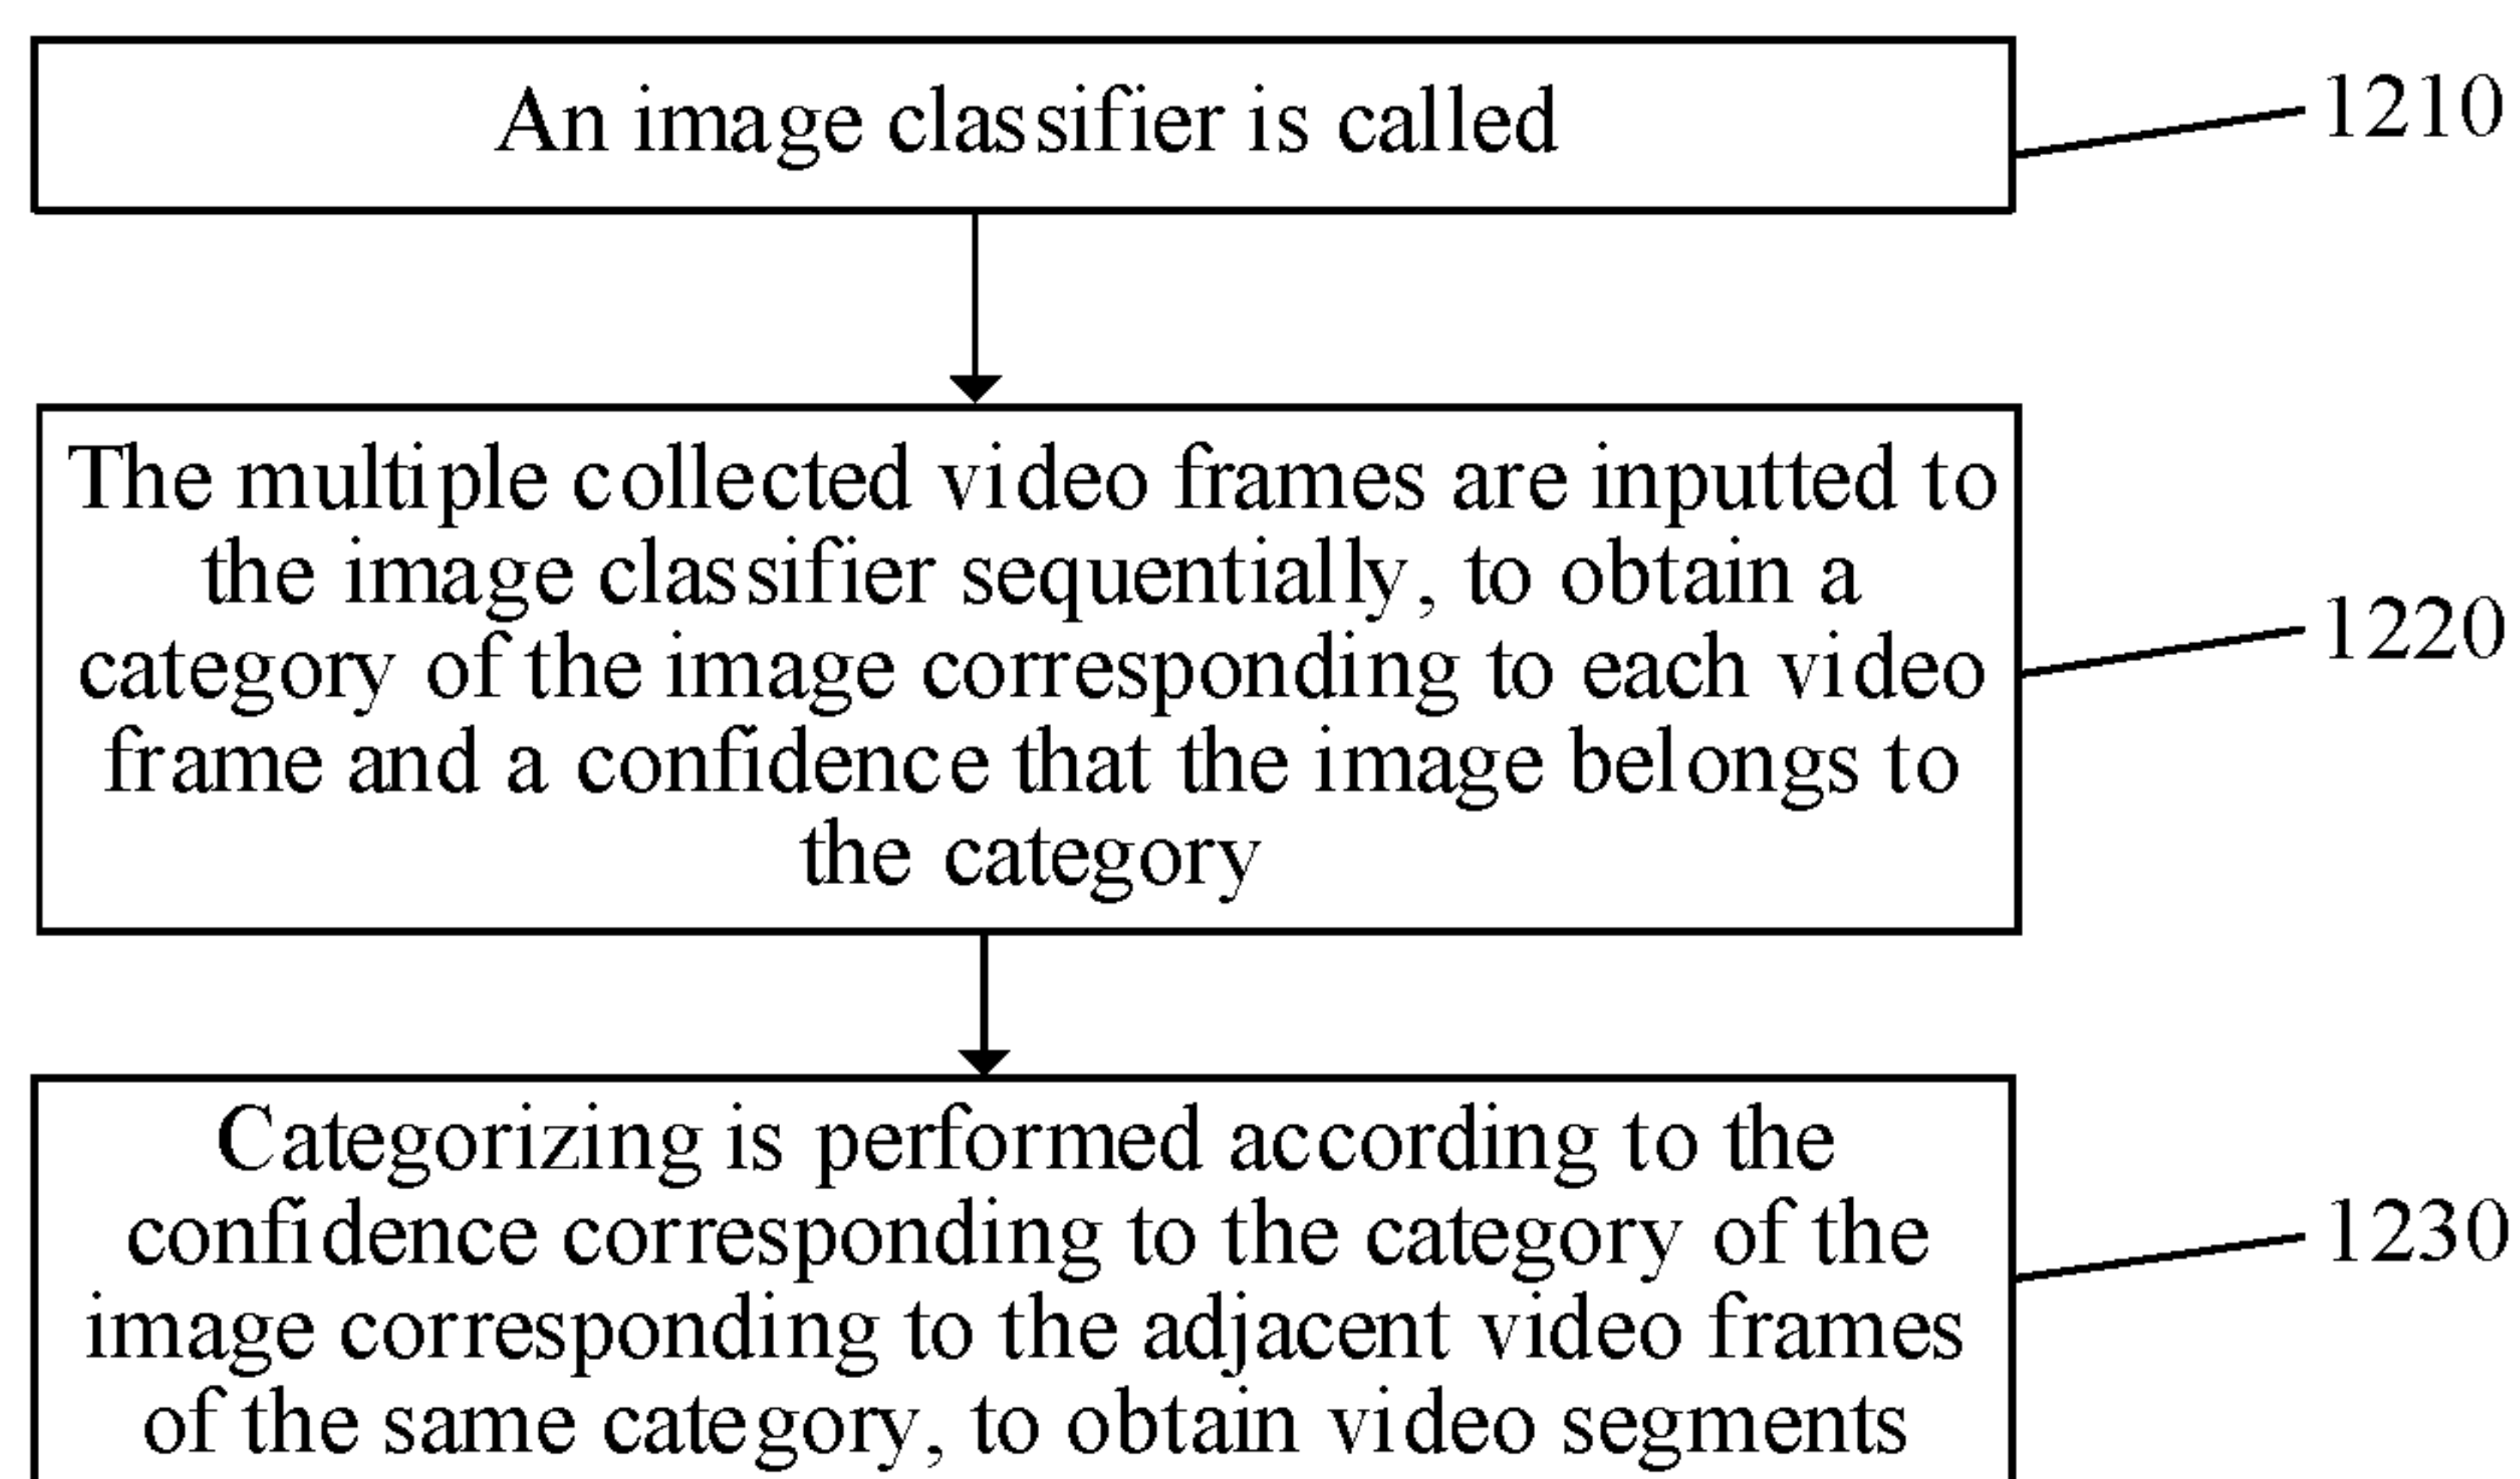 An image classifier is called
1210
The multiple collected video frames are inputted to
the image classifier sequentially, to obtain a
category of the image corresponding to each video
frame and a confidence that the image belongs to
the category
1220
Categorizing is performed according to the
confidence corresponding to the category of the
image corresponding to the adjacent video frames
of the same category, to obtain video segments
1230